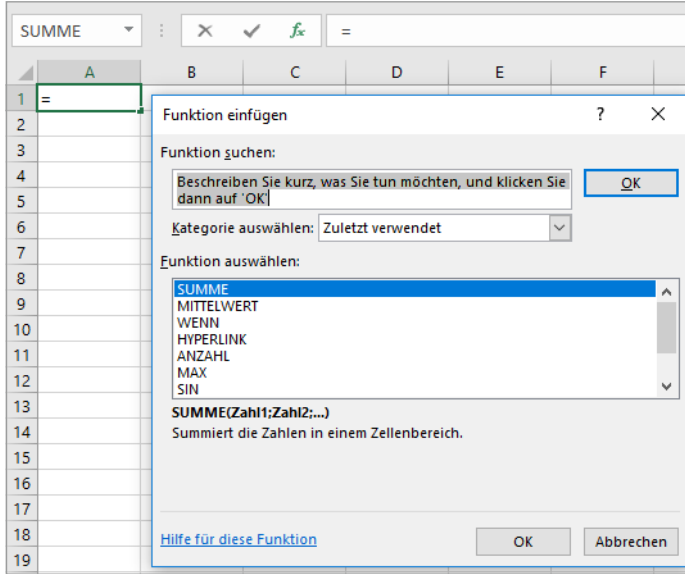 SUMME fx =
A B C D E F
1 =
2
3
4
5
6
7
8
9
10
11
12
13
14
15
16
17
18
19
Funktion einfügen ?
Funktion suchen:
Beschreiben Sie kurz, was Sie tun möchten, und klicken Sie
dann auf 'OK'
OK
Kategorie auswählen: Zuletzt verwendet
Funktion auswählen:
SUMME
MITTELWERT
WENN
HYPERLINK
ANZAHL
MAX
SIN
SUMME(Zahl1;Zahl2;...)
Summiert die Zahlen in einem Zellenbereich.
Hilfe für diese Funktion OK Abbrechen